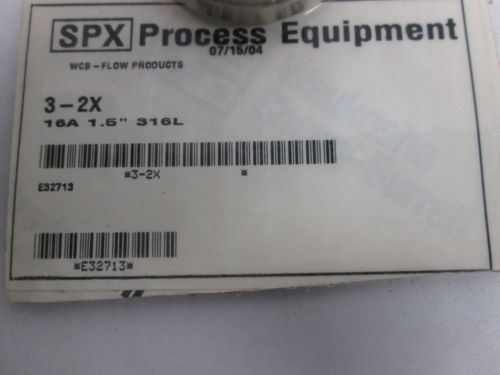 SPX Process Equipment
07/15/04
WCB-FLOW PRODUCTS
3-2X
16A 1.5" 316L
*3-2X *
E32713
*E32713*